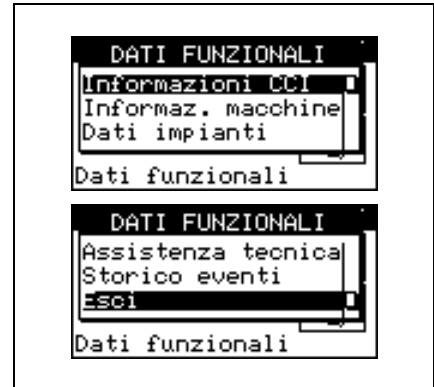 DATI FUNZIONALI
Informazioni CCI
Informaz. macchine
Dati impianti
Dati funzionali
DATI FUNZIONALI
Assistenza tecnica
Storico eventi
Esci
Dati funzionali